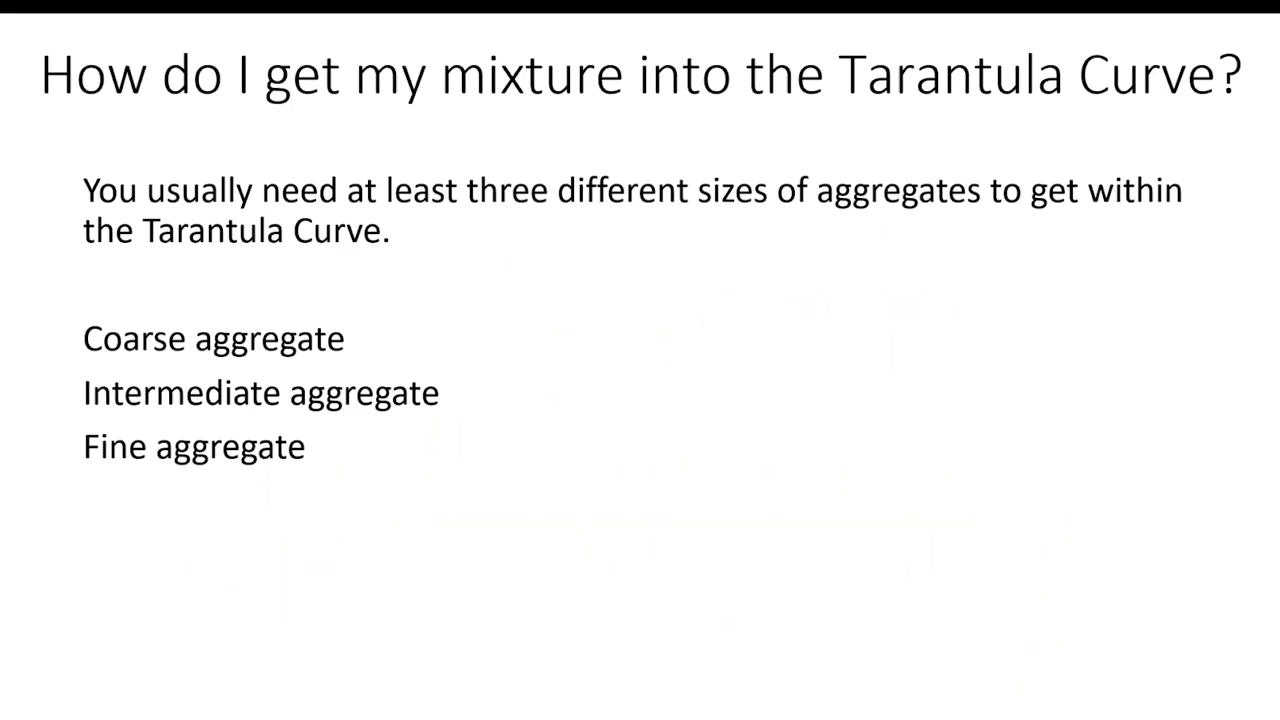 How do I get my mixture into the Tarantula Curve?
You usually need at least three different sizes of aggregates to get within
the Tarantula Curve.
Coarse aggregate
Intermediate aggregate
Fine aggregate